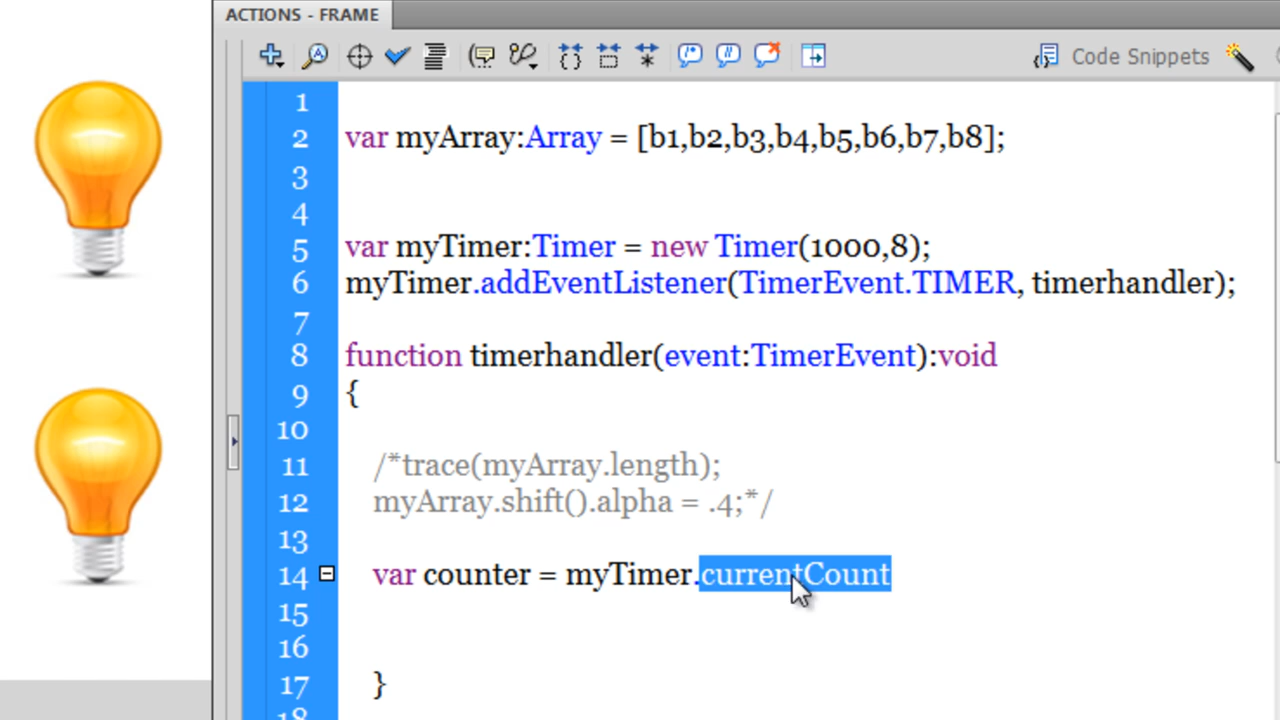 ACTIONS - FRAME
Code Snippets
1
2 var myArray:Array = [b1,b2,b3,b4,b5,b6,b7,b8];
3
4
5 var myTimer:Timer = new Timer(1000,8);
6 myTimer.addEventListener(TimerEvent.TIMER, timerhandler);
7
8 function timerhandler(event:TimerEvent):void
9 {
10
11 /*trace(myArray.length);
12 myArray.shift().alpha = .4;*/
13
14 var counter = myTimer.currentCount
15
16
17 }
18